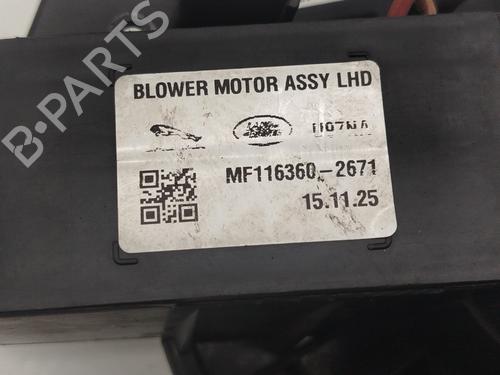 BLOWER MOTOR ASSY LHD
MF116360-2671
15.11.25
B-PARTS